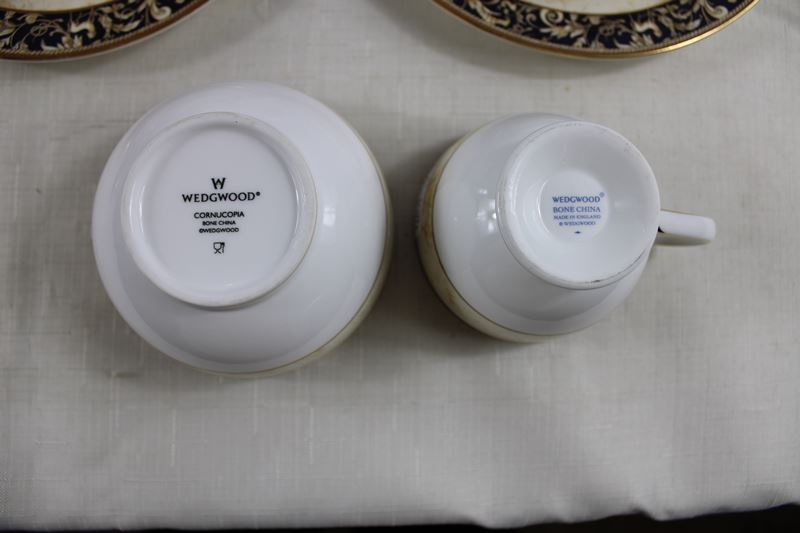 W
WEDGWOOD®
CORNUCOPIA
BONE CHINA
©WEDGWOOD
WEDGWOOD®
BONE CHINA
MADE IN ENGLAND
© WEDGWOOD